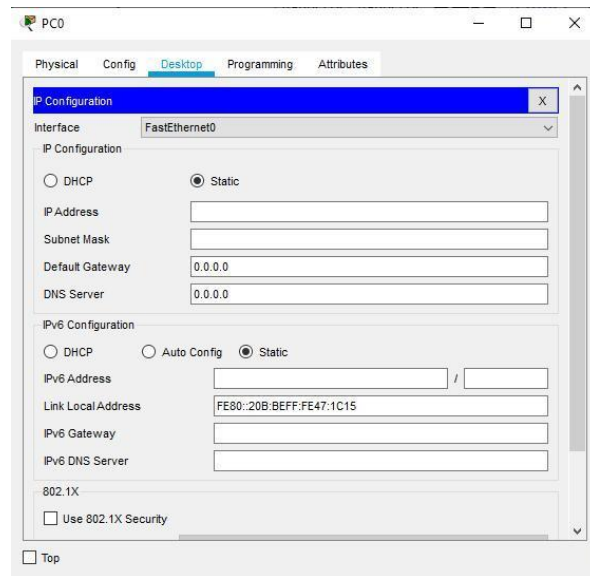 PC0
Physical Config Desktop Programming Attributes
IP Configuration X
Interface FastEthernet0
IP Configuration
DHCP Static
IP Address
Subnet Mask
Default Gateway 0.0.0.0
DNS Server 0.0.0.0
IPv6 Configuration
DHCP Auto Config Static
IPv6 Address /
Link Local Address FE80::20B:BEFF:FE47:1C15
IPv6 Gateway
IPv6 DNS Server
802.1X
Use 802.1X Security
Top